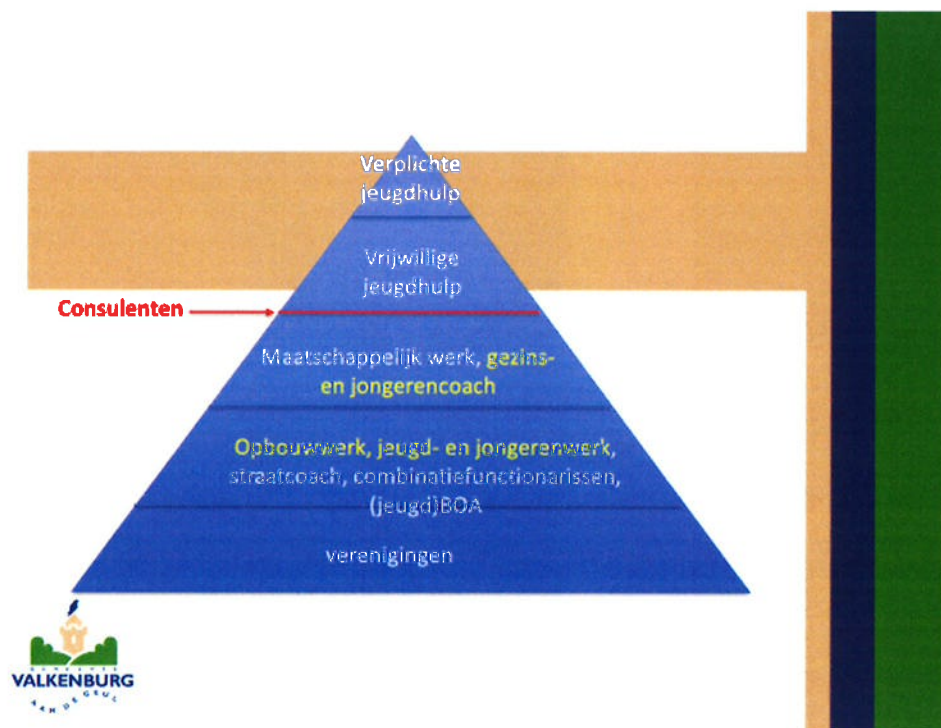 Verplichte
jeugdhulp
Vrijwillige
jeugdhulp
Consulenten
Maatschappelijk werk, gezins-
en jongerencoach
Opbouwwerk, jeugd- en jongerenwerk,
straatcoach, combinatiefunctionarissen,
(jeugd)BOA
verenigingen
GEMEENTE
VALKENBURG
AAN DE GEUL